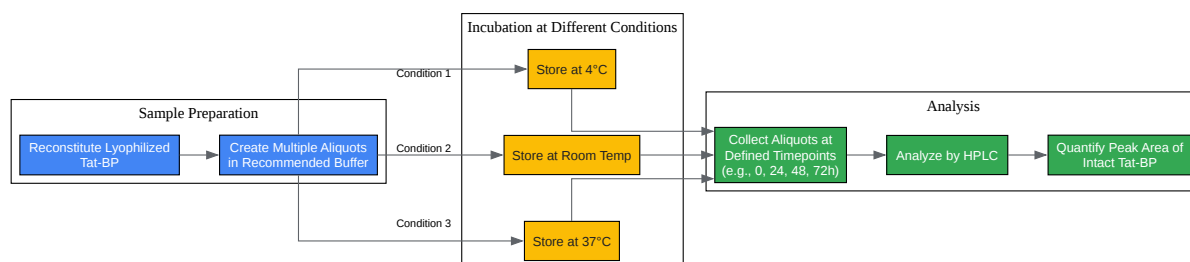 Sample Preparation
Reconstitute Lyophilized
Tat-BP
Create Multiple Aliquots
in Recommended Buffer
Condition 1
Condition 2
Condition 3
Incubation at Different Conditions
Store at 4°C
Store at Room Temp
Store at 37°C
Analysis
Collect Aliquots at
Defined Timepoints
(e.g., 0, 24, 48, 72h)
Analyze by HPLC
Quantify Peak Area of
Intact Tat-BP